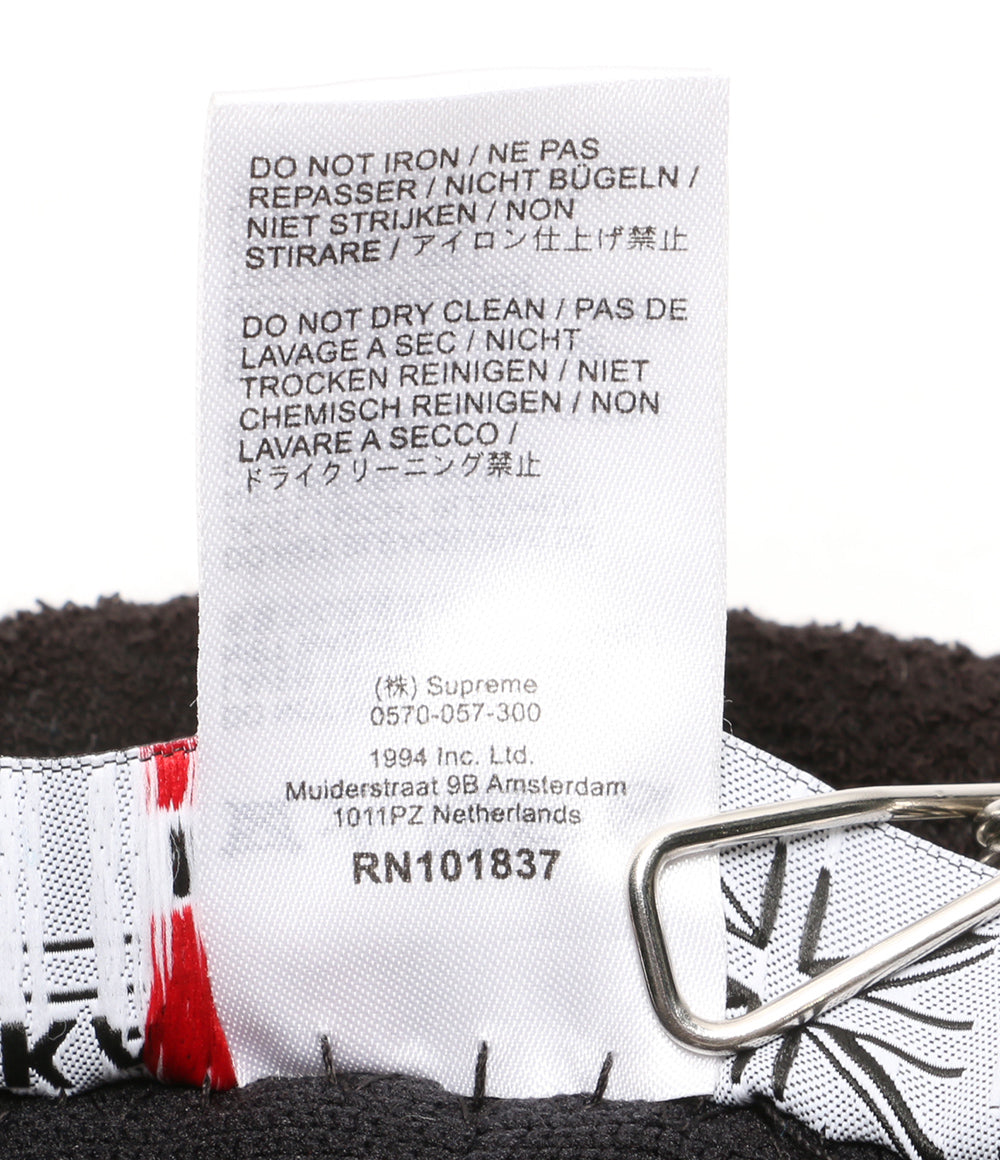 DO NOT IRON / NE PAS
REPASSER / NICHT BÜGELN /
NIET STRIJKEN / NON
STIRARE / アイロン仕上げ禁止
DO NOT DRY CLEAN / PAS DE
LAVAGE A SEC / NICHT
TROCKEN REINIGEN / NIET
CHEMISCH REINIGEN / NON
LAVARE A SECCO /
ドライクリーニング禁止
(株) Supreme
0570-057-300
1994 Inc. Ltd.
Muiderstraat 9B Amsterdam
1011PZ Netherlands
RN101837